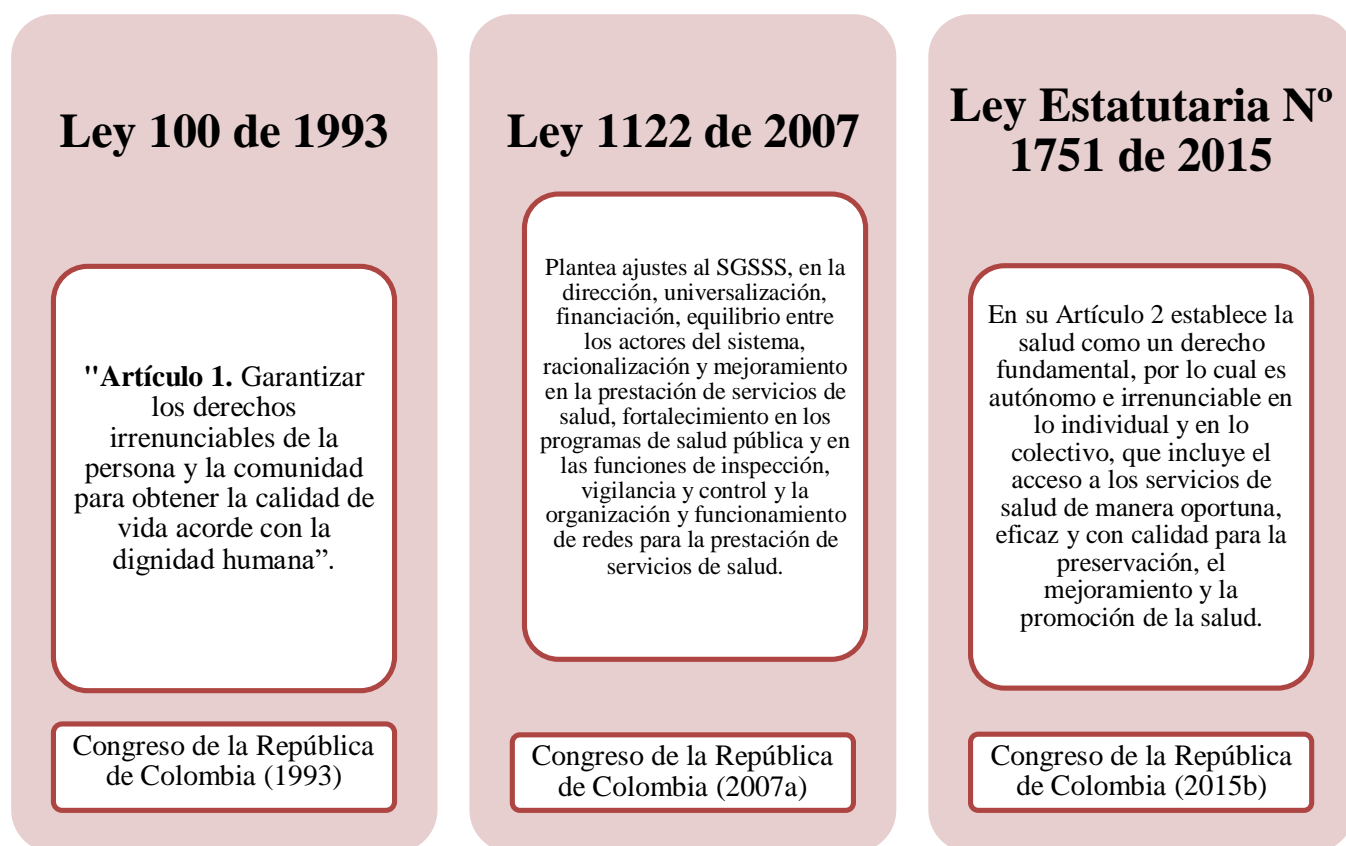 Ley 100 de 1993
"Artículo 1. Garantizar
los derechos
irrenunciables de la
persona y la comunidad
para obtener la calidad de
vida acorde con la
dignidad humana”.
Congreso de la República
de Colombia (1993)
Ley 1122 de 2007
Plantea ajustes al SGSSS, en la
dirección, universalización,
financiación, equilibrio entre
los actores del sistema,
racionalización y mejoramiento
en la prestación de servicios de
salud, fortalecimiento en los
programas de salud pública y en
las funciones de inspección,
vigilancia y control y la
organización y funcionamiento
de redes para la prestación de
servicios de salud.
Congreso de la República
de Colombia (2007a)
Ley Estatutaria Nº
1751 de 2015
En su Artículo 2 establece la
salud como un derecho
fundamental, por lo cual es
autónomo e irrenunciable en
lo individual y en lo
colectivo, que incluye el
acceso a los servicios de
salud de manera oportuna,
eficaz y con calidad para la
preservación, el
mejoramiento y la
promoción de la salud.
Congreso de la República
de Colombia (2015b)